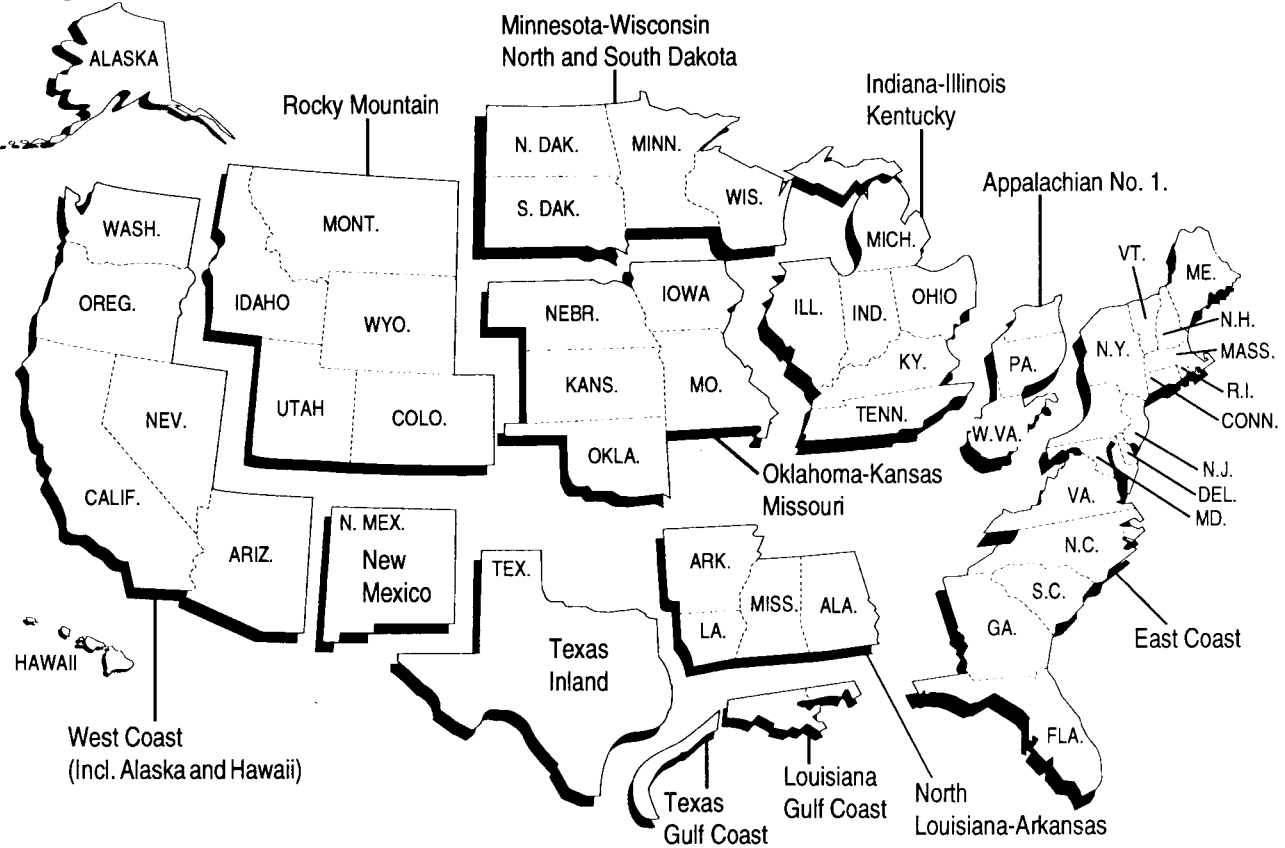 Minnesota-Wisconsin
North and South Dakota
ALASKA
Rocky Mountain
Indiana-Illinois
Kentucky
Appalachian No. 1.
N. DAK.
MINN.
S. DAK.
WIS.
WASH.
MONT.
MICH.
VT.
ME.
OREG.
IDAHO
WYO.
NEBR.
IOWA
ILL.
IND.
OHIO
N.H.
N.Y.
MASS.
PA.
KY.
KANS.
MO.
R.I.
CONN.
NEV.
UTAH
COLO.
TENN.
W.VA.
OKLA.
Oklahoma-Kansas
Missouri
N.J.
DEL.
MD.
CALIF.
VA.
ARIZ.
N. MEX.
New
Mexico
TEX.
ARK.
N.C.
MISS.
ALA.
S.C.
LA.
GA.
East Coast
HAWAII
Texas
Inland
West Coast
(Incl. Alaska and Hawaii)
FLA.
Texas
Gulf Coast
Louisiana
Gulf Coast
North
Louisiana-Arkansas